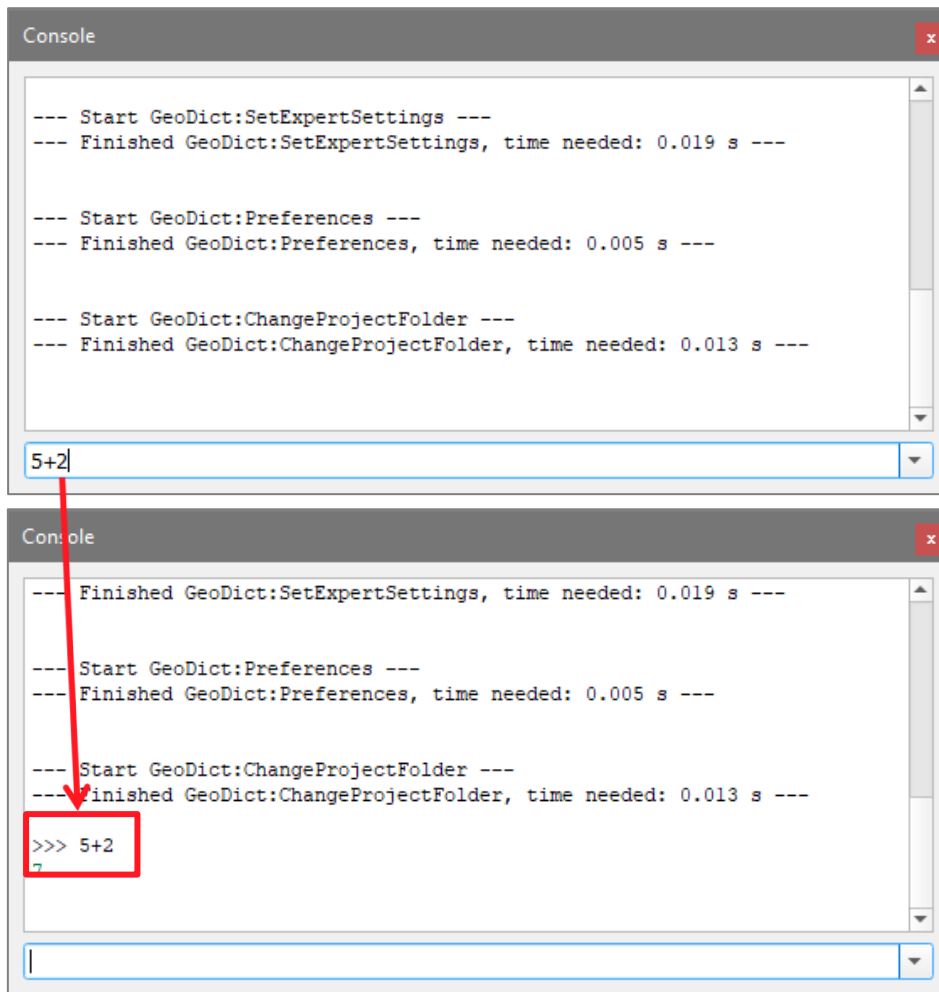 Console
x
--- Start GeoDict:SetExpertSettings ---
--- Finished GeoDict:SetExpertSettings, time needed: 0.019 s ---
--- Start GeoDict:Preferences ---
--- Finished GeoDict:Preferences, time needed: 0.005 s ---
--- Start GeoDict:ChangeProjectFolder ---
--- Finished GeoDict:ChangeProjectFolder, time needed: 0.013 s ---
5+2
Console
x
--- Finished GeoDict:SetExpertSettings, time needed: 0.019 s ---
--- Start GeoDict:Preferences ---
--- Finished GeoDict:Preferences, time needed: 0.005 s ---
--- Start GeoDict:ChangeProjectFolder ---
--- Finished GeoDict:ChangeProjectFolder, time needed: 0.013 s ---
>>> 5+2
7